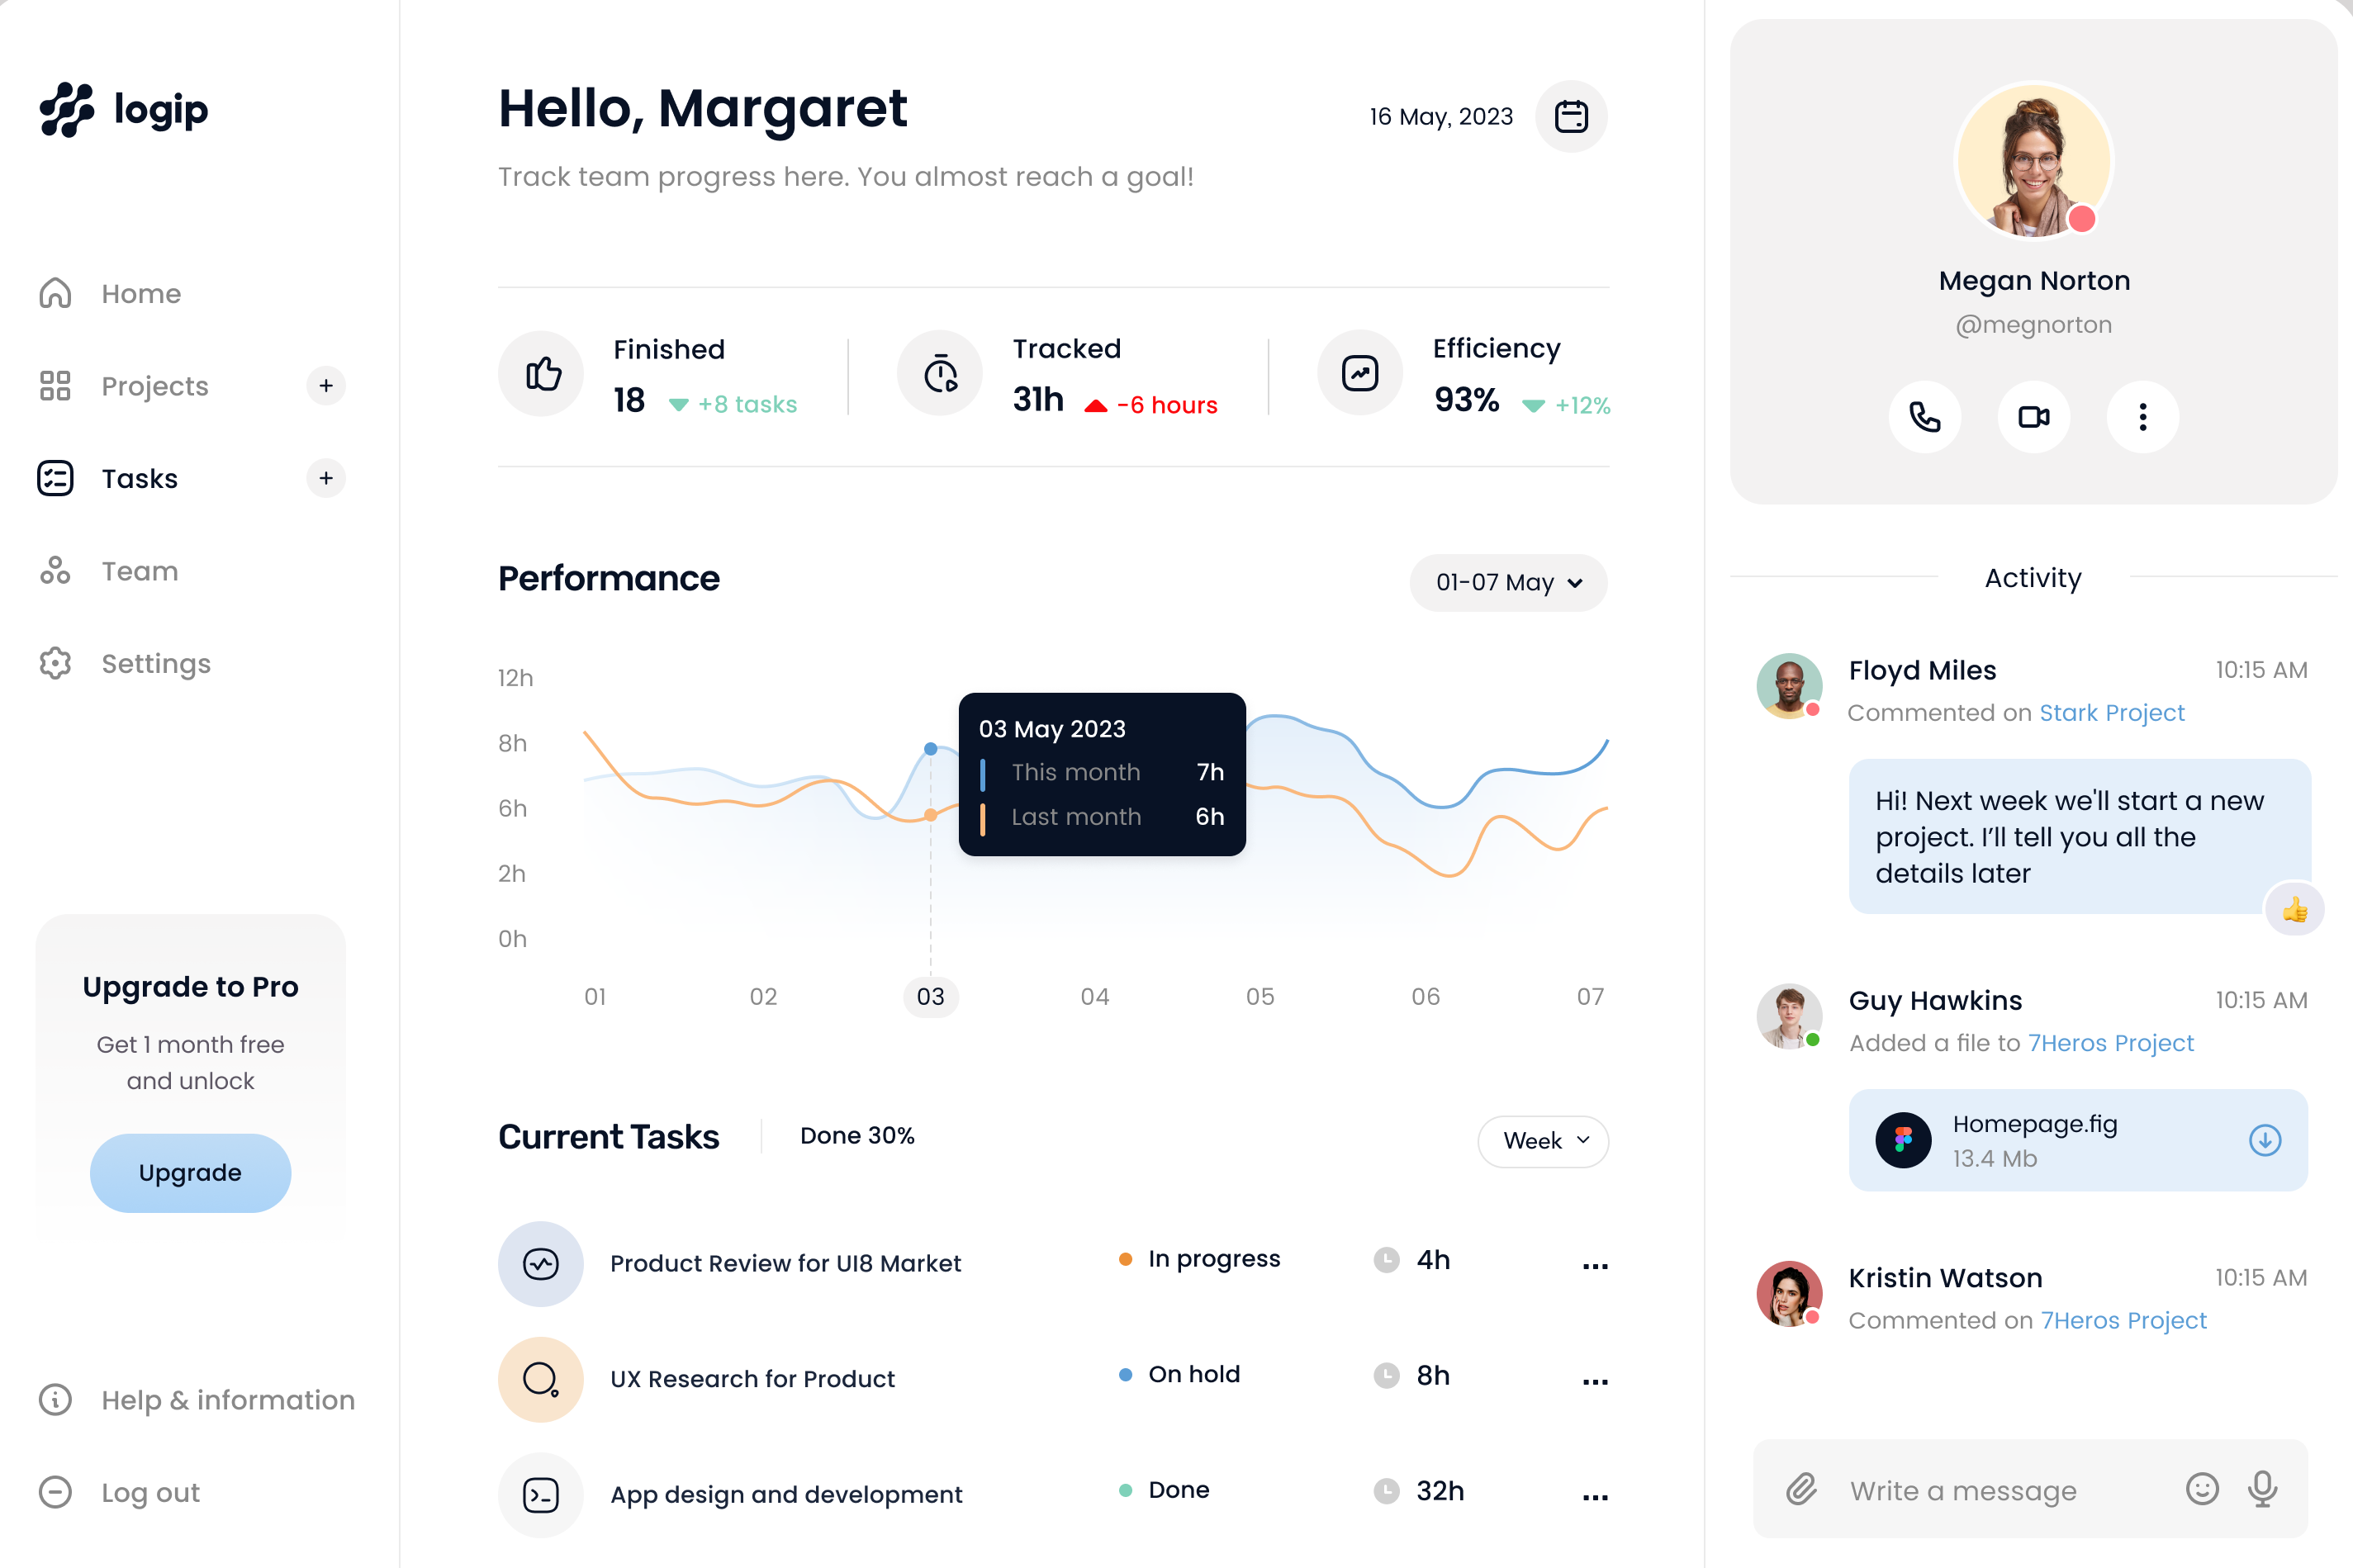 logip
Home
Projects
+
Tasks
+
Team
Settings
Upgrade to Pro
Get 1 month free
and unlock
Upgrade
Help & information
Log out
Hello, Margaret
16 May, 2023
Track team progress here. You almost reach a goal!
Finished
18 +8 tasks
Tracked
31h -6 hours
Efficiency
93% +12%
Performance
01-07 May
12h
8h
6h
2h
0h
03 May 2023
This month 7h
Last month 6h
01 02 03 04 05 06 07
Current Tasks
Done 30%
Week
Product Review for UI8 Market In progress 4h ...
UX Research for Product On hold 8h ...
App design and development Done 32h ...
Megan Norton
@megnorton
Activity
Floyd Miles 10:15 AM
Commented on Stark Project
Hi! Next week we'll start a new
project. I’ll tell you all the
details later
Guy Hawkins 10:15 AM
Added a file to 7Heros Project
Homepage.fig
13.4 Mb
Kristin Watson 10:15 AM
Commented on 7Heros Project
Write a message